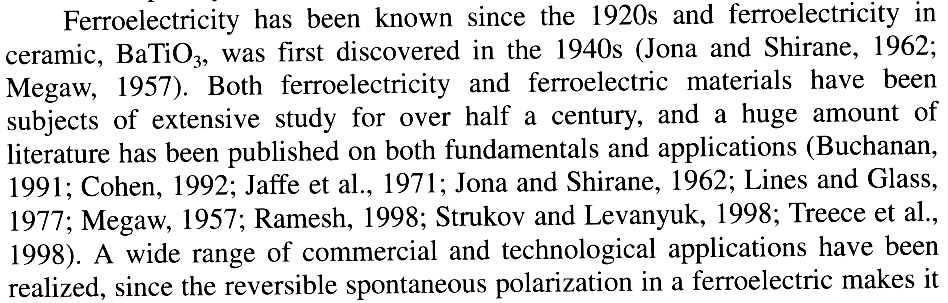 Ferroelectricity has been known since the 1920s and ferroelectricity in
ceramic, BaTiO₃, was first discovered in the 1940s (Jona and Shirane, 1962;
Megaw, 1957). Both ferroelectricity and ferroelectric materials have been
subjects of extensive study for over half a century, and a huge amount of
literature has been published on both fundamentals and applications (Buchanan,
1991; Cohen, 1992; Jaffe et al., 1971; Jona and Shirane, 1962; Lines and Glass,
1977; Megaw, 1957; Ramesh, 1998; Strukov and Levanyuk, 1998; Treece et al.,
1998). A wide range of commercial and technological applications have been
realized, since the reversible spontaneous polarization in a ferroelectric makes it